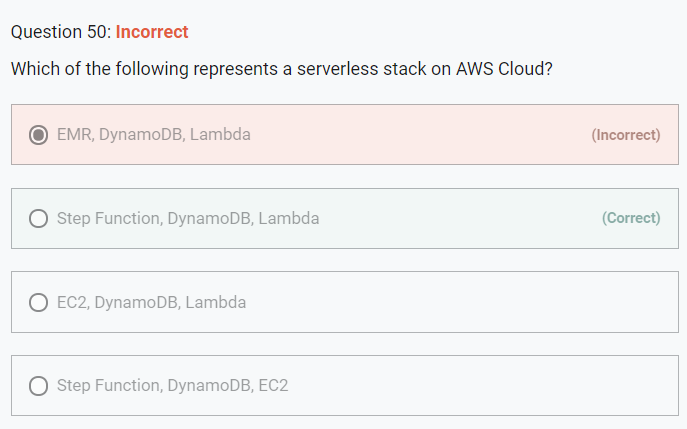 Question 50: Incorrect
Which of the following represents a serverless stack on AWS Cloud?
EMR, DynamoDB, Lambda (Incorrect)
Step Function, DynamoDB, Lambda (Correct)
EC2, DynamoDB, Lambda
Step Function, DynamoDB, EC2